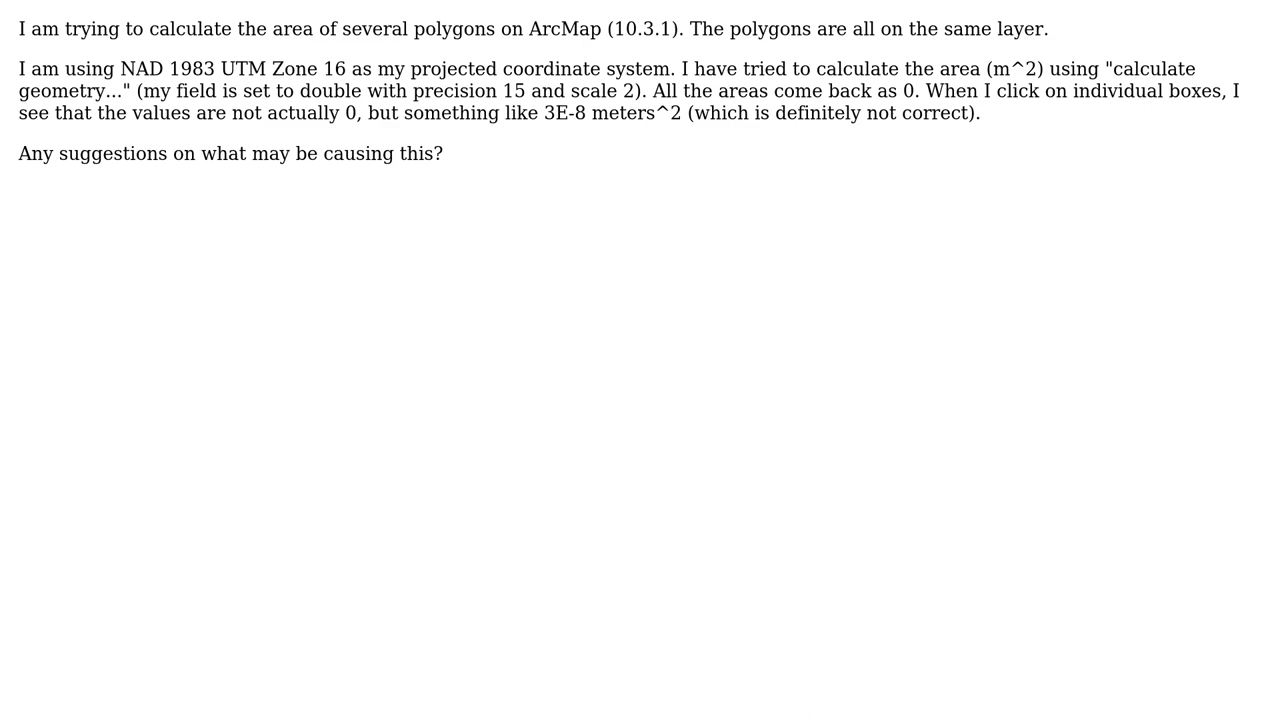 I am trying to calculate the area of several polygons on ArcMap (10.3.1). The polygons are all on the same layer.
I am using NAD 1983 UTM Zone 16 as my projected coordinate system. I have tried to calculate the area (m^2) using "calculate
geometry..." (my field is set to double with precision 15 and scale 2). All the areas come back as 0. When I click on individual boxes, I
see that the values are not actually 0, but something like 3E-8 meters^2 (which is definitely not correct).
Any suggestions on what may be causing this?